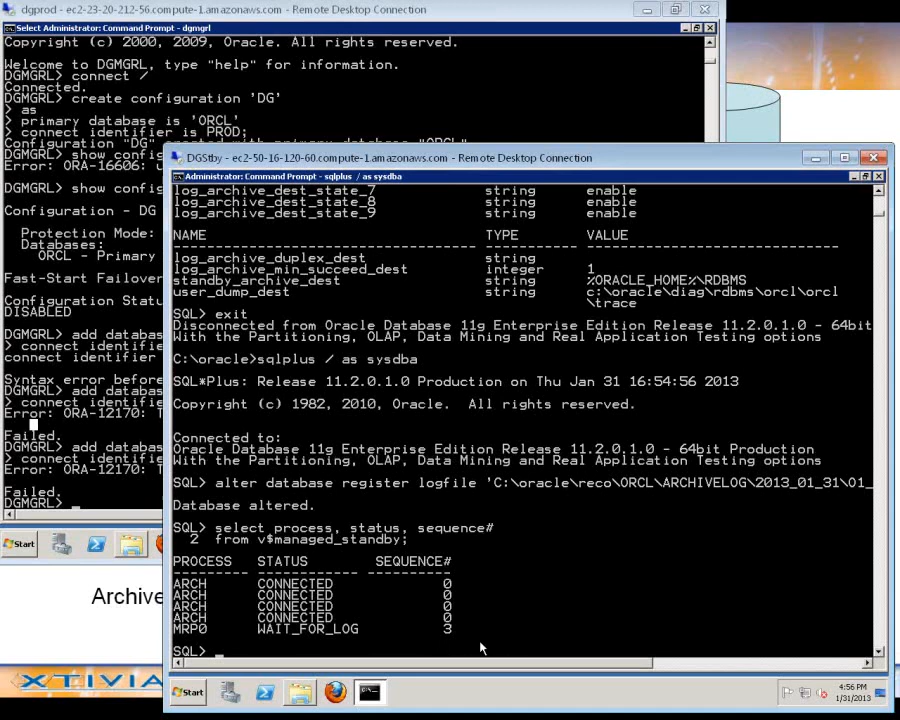 dgprod - ec2-23-20-212-56.compute-1.amazonaws.com - Remote Desktop Connection
Select Administrator: Command Prompt - dgmgrl
Copyright (c) 2000, 2009, Oracle. All rights reserved.
Welcome to DGMGRL, type "help" for information.
DGMGRL> connect /
Connected.
DGMGRL> create configuration 'DG'
> as
> primary database is 'ORCL'
> connect identifier is PROD;
Configuration "DG" created with primary database "ORCL"
DGMGRL> show config
Error: ORA-16606: u
DGMGRL> show config
Configuration - DG
Protection Mode:
Databases:
ORCL - Primary
Fast-Start Failover
Configuration Statu
DISABLED
DGMGRL> add databas
> connect identifier
connect identifier
Syntax error before
DGMGRL> add databas
> connect identifier
Error: ORA-12170: T
Failed.
DGMGRL> add databas
> connect identifier
Error: ORA-12170: T
Failed.
DGMGRL> _
Start
Archive
XTIVIA
DGStby - ec2-50-16-120-60.compute-1.amazonaws.com - Remote Desktop Connection
Administrator: Command Prompt - sqlplus / as sysdba
log_archive_dest_state_7 string enable
log_archive_dest_state_8 string enable
log_archive_dest_state_9 string enable
NAME TYPE VALUE
------------------------------------ ----------- ------------------------------
log_archive_duplex_dest string
log_archive_min_succeed_dest integer 1
standby_archive_dest string %ORACLE_HOME%\RDBMS
user_dump_dest string c:\oracle\diag\rdbms\orcl\orcl
\trace
SQL> exit
Disconnected from Oracle Database 11g Enterprise Edition Release 11.2.0.1.0 - 64bit
With the Partitioning, OLAP, Data Mining and Real Application Testing options
C:\oracle>sqlplus / as sysdba
SQL*Plus: Release 11.2.0.1.0 Production on Thu Jan 31 16:54:56 2013
Copyright (c) 1982, 2010, Oracle. All rights reserved.
Connected to:
Oracle Database 11g Enterprise Edition Release 11.2.0.1.0 - 64bit Production
With the Partitioning, OLAP, Data Mining and Real Application Testing options
SQL> alter database register logfile 'C:\oracle\reco\ORCL\ARCHIVELOG\2013_01_31\01_
Database altered.
SQL> select process, status, sequence#
2 from v$managed_standby;
PROCESS STATUS SEQUENCE#
--------- ------------ ----------
ARCH CONNECTED 0
ARCH CONNECTED 0
ARCH CONNECTED 0
ARCH CONNECTED 0
MRP0 WAIT_FOR_LOG 3
SQL> _
Start
4:56 PM
1/31/2013